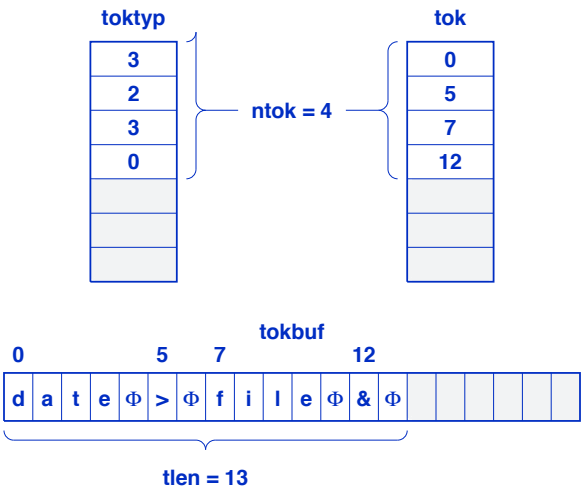 toktyp tok
3 0
2 5
ntok = 4
3 7
0 12
tokbuf
0 5 7 12
d a t e Φ > Φ f i l e Φ & Φ
tlen = 13